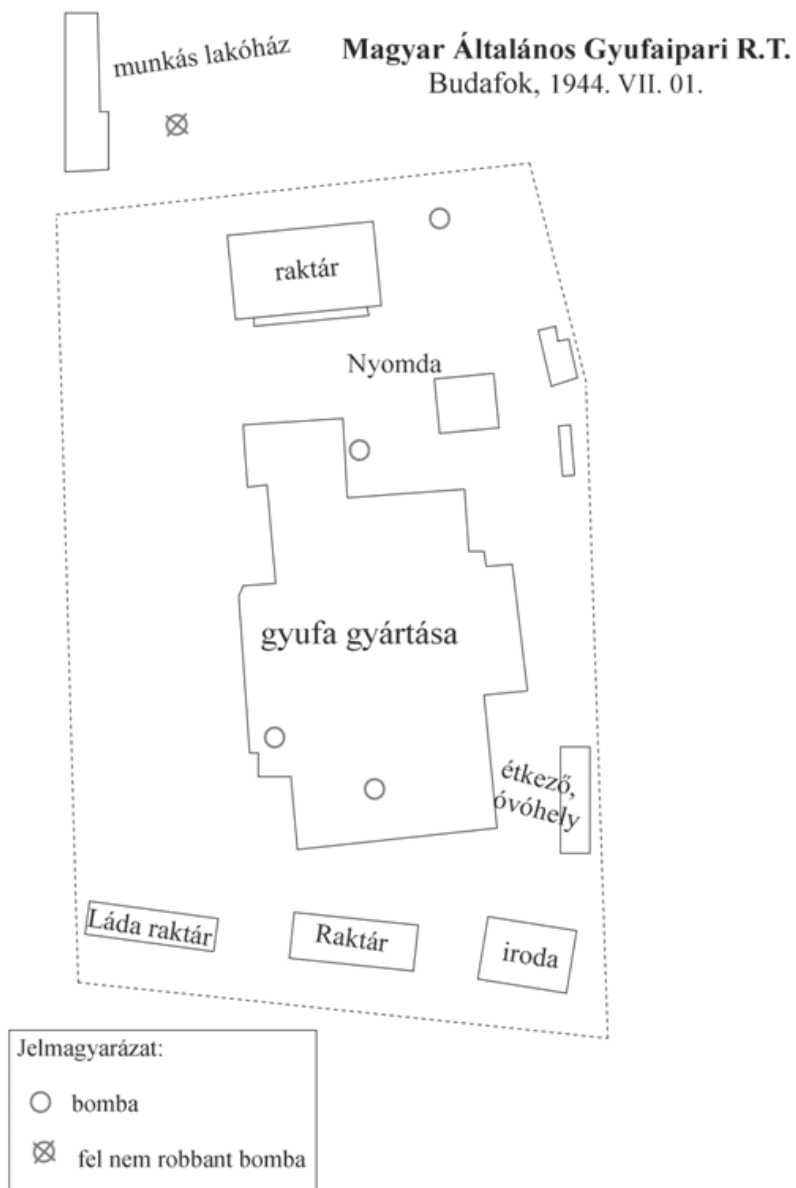 munkás lakóház
Magyar Általános Gyufaipari R.T.
Budafok, 1944. VII. 01.
raktár
Nyomda
gyufa gyártása
étkező,
óvóhely
Láda raktár
Raktár
iroda
Jelmagyarázat:
bomba
fel nem robbant bomba